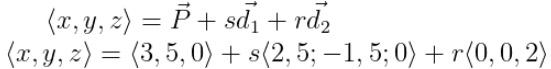 ⟨x, y, z⟩ = P⃗ + sd⃗₁ + rd⃗₂
⟨x, y, z⟩ = ⟨3, 5, 0⟩ + s⟨2, 5; −1, 5; 0⟩ + r⟨0, 0, 2⟩